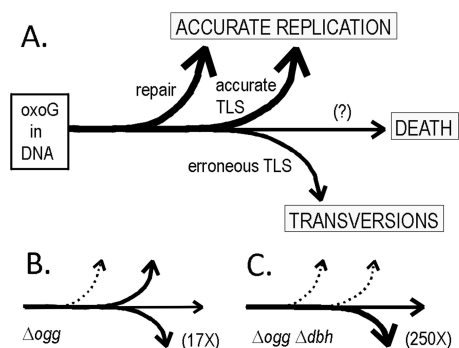 A.
ACCURATE REPLICATION
repair
accurate
TLS
oxoG
in
DNA
(?)
DEATH
erroneous TLS
TRANSVERSIONS
B.
Δogg
(17X)
C.
Δogg Δdbh
(250X)